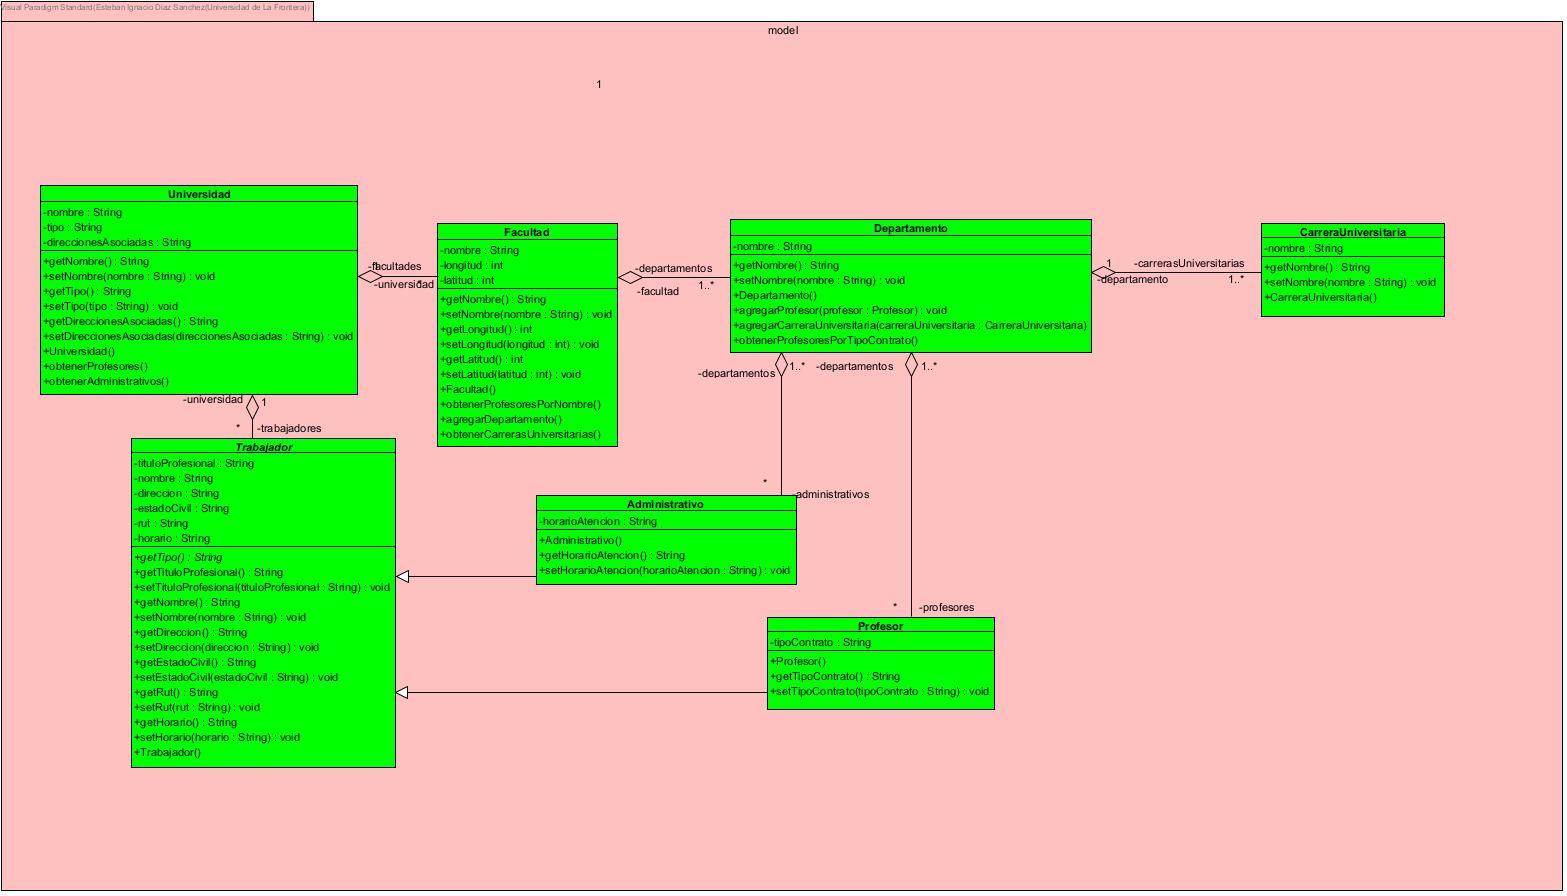 Visual Paradigm Standard(Esteban Ignacio Diaz Sanchez(Universidad de La Frontera))
model
1
Universidad
-nombre : String
-tipo : String
-direccionesAsociadas : String
+getNombre() : String
+setNombre(nombre : String) : void
+getTipo() : String
+setTipo(tipo : String) : void
+getDireccionesAsociadas() : String
+setDireccionesAsociadas(direccionesAsociadas : String) : void
+Universidad()
+obtenerProfesores()
+obtenerAdministrativos()
-facultades
-universidad
*
Facultad
-nombre : String
-longitud : int
-latitud : int
+getNombre() : String
+setNombre(nombre : String) : void
+getLongitud() : int
+setLongitud(longitud : int) : void
+getLatitud() : int
+setLatitud(latitud : int) : void
+Facultad()
+obtenerProfesoresPorNombre()
+agregarDepartamento()
+obtenerCarrerasUniversitarias()
-departamentos
1..*
-facultad
Departamento
-nombre : String
+getNombre() : String
+setNombre(nombre : String) : void
+Departamento()
+agregarProfesor(profesor : Profesor) : void
+agregarCarreraUniversitaria(carreraUniversitaria : CarreraUniversitaria)
+obtenerProfesoresPorTipoContrato()
1
-carrerasUniversitarias
-departamento
1..*
CarreraUniversitaria
-nombre : String
+getNombre() : String
+setNombre(nombre : String) : void
+CarreraUniversitaria()
-departamentos
1..*
-departamentos
1..*
-universidad
1
*
-trabajadores
Trabajador
-tituloProfesional : String
-nombre : String
-direccion : String
-estadoCivil : String
-rut : String
-horario : String
+getTipo() : String
+getTituloProfesional() : String
+setTituloProfesional(tituloProfesional : String) : void
+getNombre() : String
+setNombre(nombre : String) : void
+getDireccion() : String
+setDireccion(direccion : String) : void
+getEstadoCivil() : String
+setEstadoCivil(estadoCivil : String) : void
+getRut() : String
+setRut(rut : String) : void
+getHorario() : String
+setHorario(horario : String) : void
+Trabajador()
*
-administrativos
Administrativo
-horarioAtencion : String
+Administrativo()
+getHorarioAtencion() : String
+setHorarioAtencion(horarioAtencion : String) : void
*
-profesores
Profesor
-tipoContrato : String
+Profesor()
+getTipoContrato() : String
+setTipoContrato(tipoContrato : String) : void